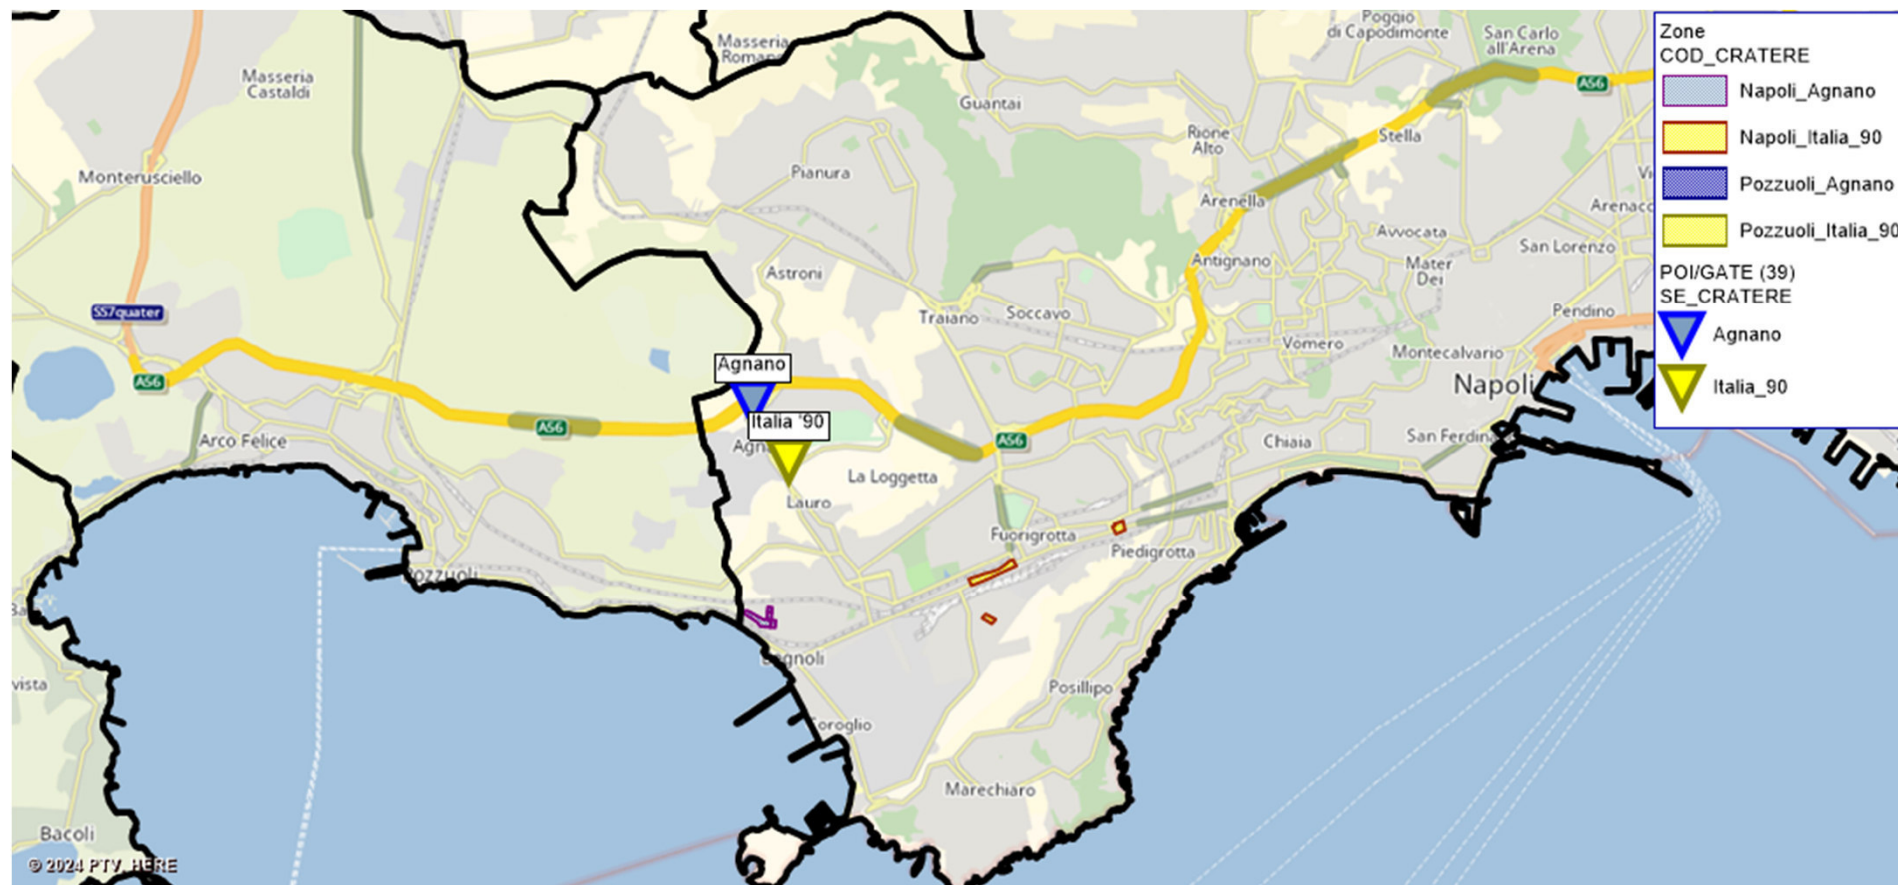 Masseria
Castaldi
Masseria
Romano
Poggio
di Capodimonte
San Carlo
all'Arena
A56
Guantai
Rione
Alto
Stella
Monterusciello
Pianura
Arenella
Avvocata
San Lorenzo
Astroni
Antignano
Mater
Dei
SS7quater
Traiano
Soccavo
Vomero
Pendino
Montecalvario
Napoli
A56
Agnano
Italia '90
A56
A56
Arco Felice
La Loggetta
Chiaia
San Ferdina
Lauro
Fuorigrotta
Piedigrotta
Pozzuoli
Bagnoli
Posillipo
Coroglio
Marechiaro
vista
Bacoli
© 2024 PTV, HERE
Zone
COD_CRATERE
Napoli_Agnano
Napoli_Italia_90
Pozzuoli_Agnano
Pozzuoli_Italia_90
POI/GATE (39)
SE_CRATERE
Agnano
Italia_90